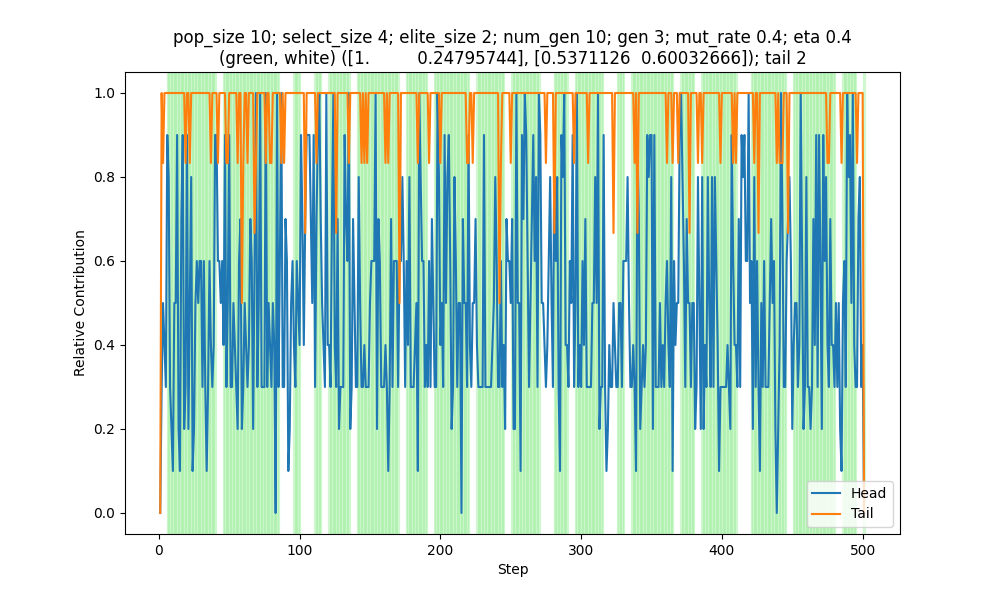 pop_size 10; select_size 4; elite_size 2; num_gen 10; gen 3; mut_rate 0.4; eta 0.4
(green, white) ([1. 0.24795744], [0.5371126 0.60032666]); tail 2
1.0
0.8
0.6
0.4
0.2
0.0
Relative Contribution
Head
Tail
0 100 200 300 400 500
Step